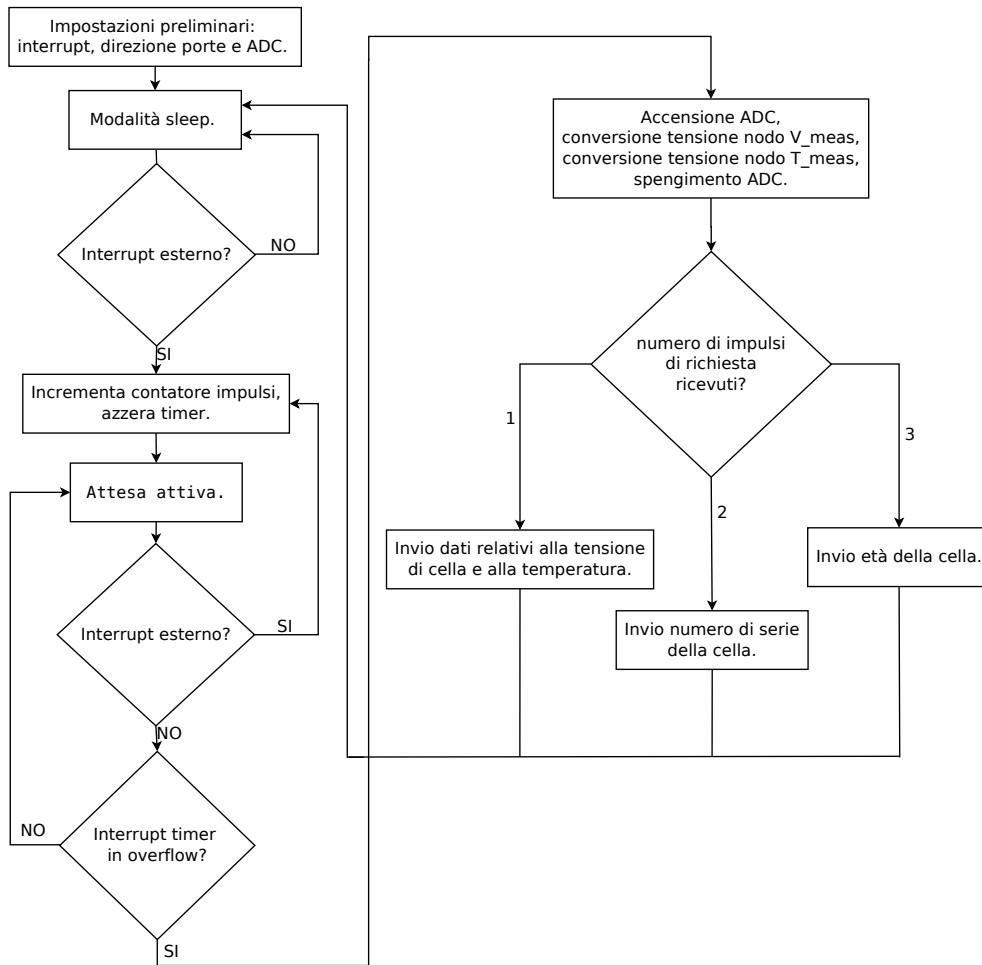 Impostazioni preliminari:
interrupt, direzione porte e ADC.
Modalità sleep.
Interrupt esterno?
NO
SI
Incrementa contatore impulsi,
azzera timer.
Attesa attiva.
Interrupt esterno?
SI
NO
Interrupt timer
in overflow?
NO
SI
Accensione ADC,
conversione tensione nodo V_meas,
conversione tensione nodo T_meas,
spengimento ADC.
numero di impulsi
di richiesta
ricevuti?
1
2
3
Invio dati relativi alla tensione
di cella e alla temperatura.
Invio numero di serie
della cella.
Invio età della cella.